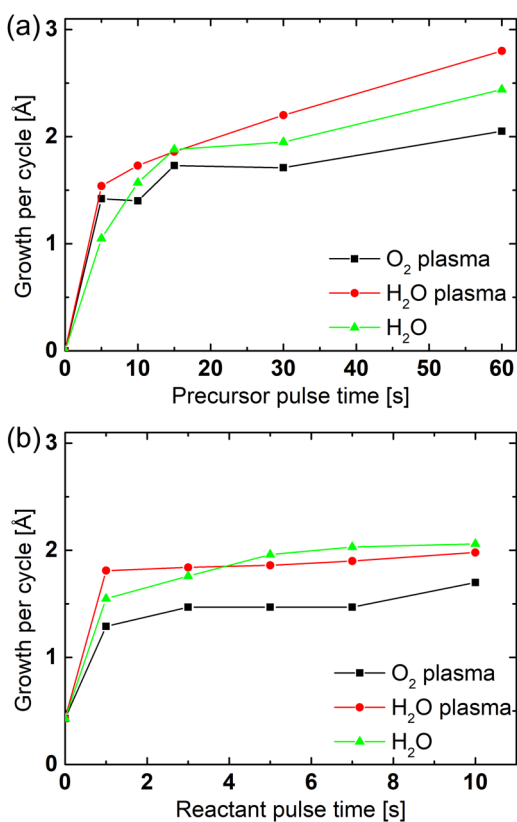 (a)
3
2
1
0
Growth per cycle [Å]
O₂ plasma
H₂O plasma
H₂O
0 10 20 30 40 50 60
Precursor pulse time [s]
(b)
3
2
1
0
Growth per cycle [Å]
O₂ plasma
H₂O plasma
H₂O
0 2 4 6 8 10
Reactant pulse time [s]